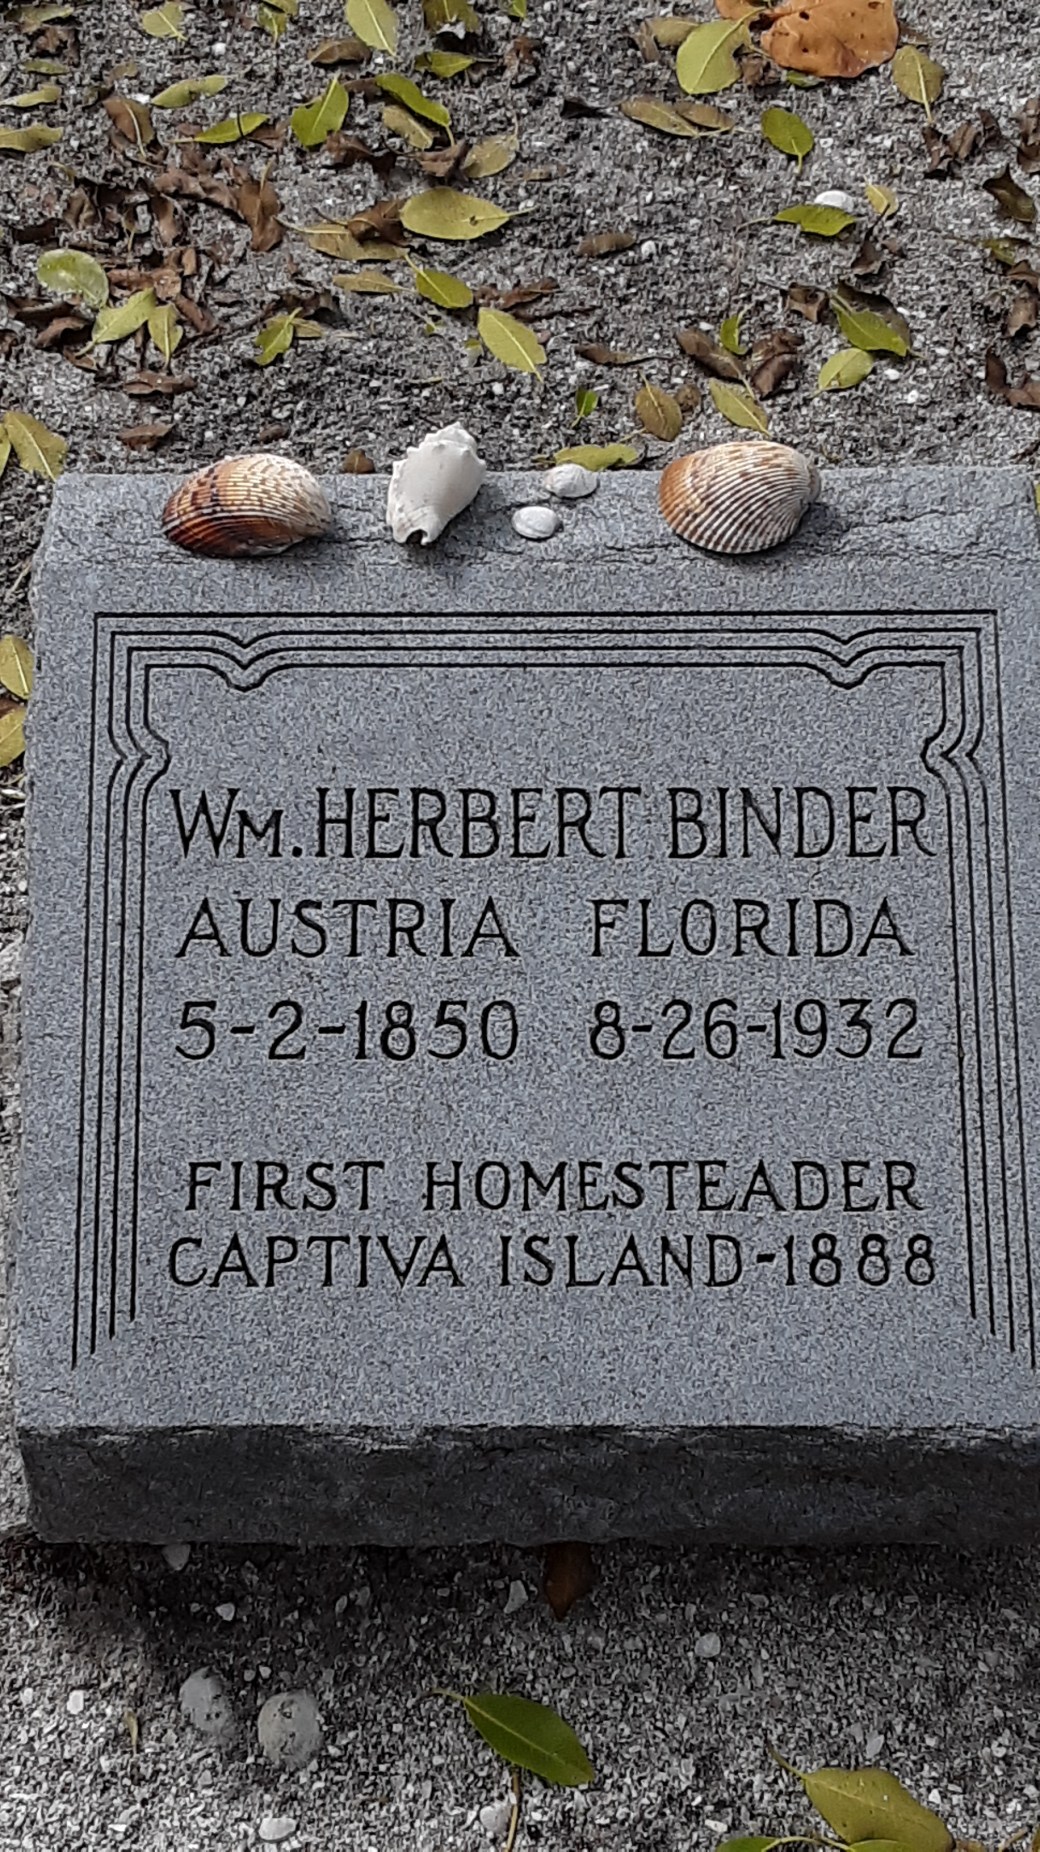 WM. HERBERT BINDER
AUSTRIA FLORIDA
5-2-1850 8-26-1932
FIRST HOMESTEADER
CAPTIVA ISLAND-1888